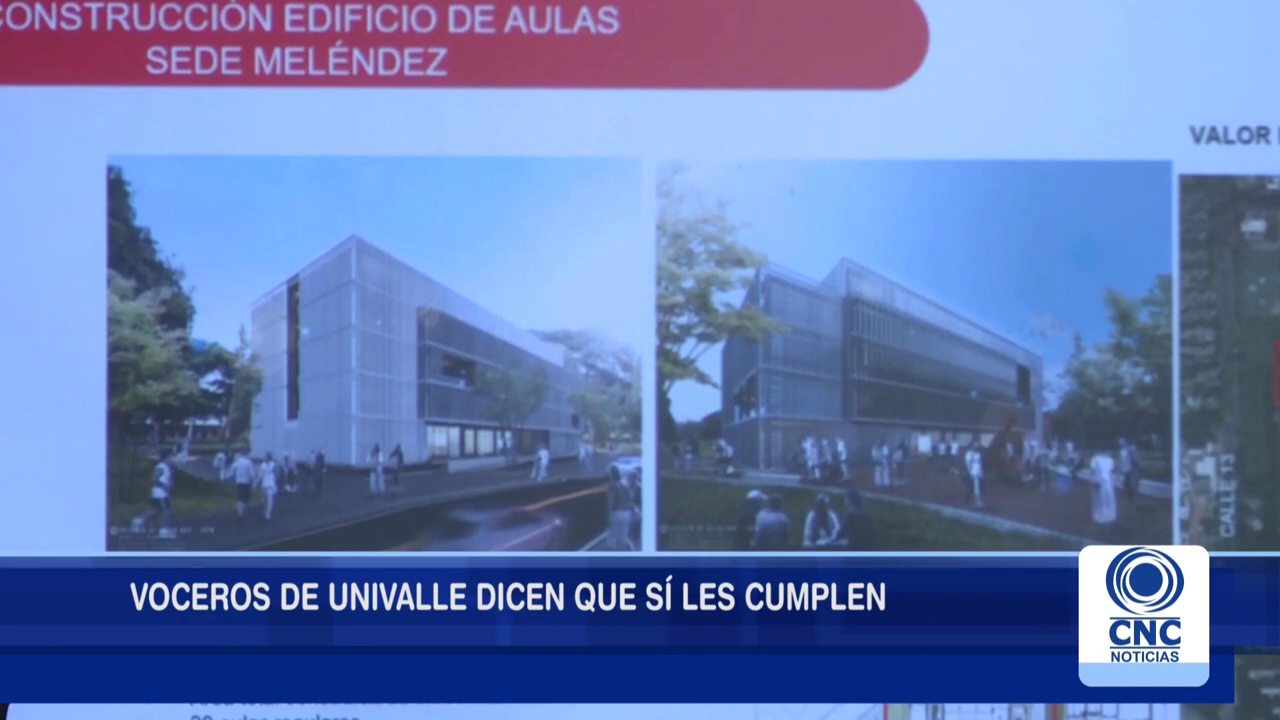 CONSTRUCCIÓN EDIFICIO DE AULAS
SEDE MELÉNDEZ
VALOR
CALLE 13
VOCEROS DE UNIVALLE DICEN QUE SÍ LES CUMPLEN
CNC
NOTICIAS